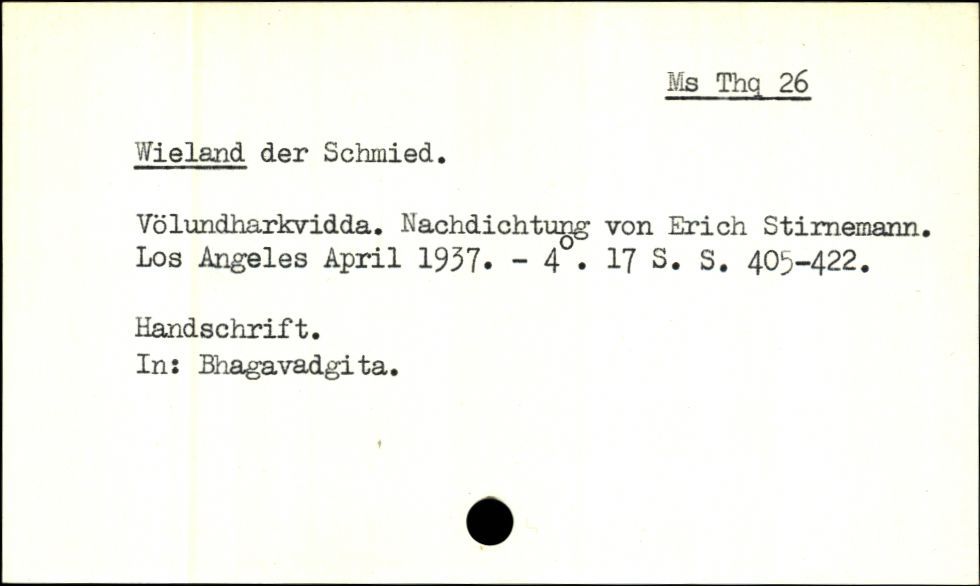 Ms Thq 26
Wieland der Schmied.
Völundharkvidda. Nachdichtung von Erich Stirnemann.
Los Angeles April 1937. - 4°. 17 S. S. 405-422.
Handschrift.
In: Bhagavadgita.